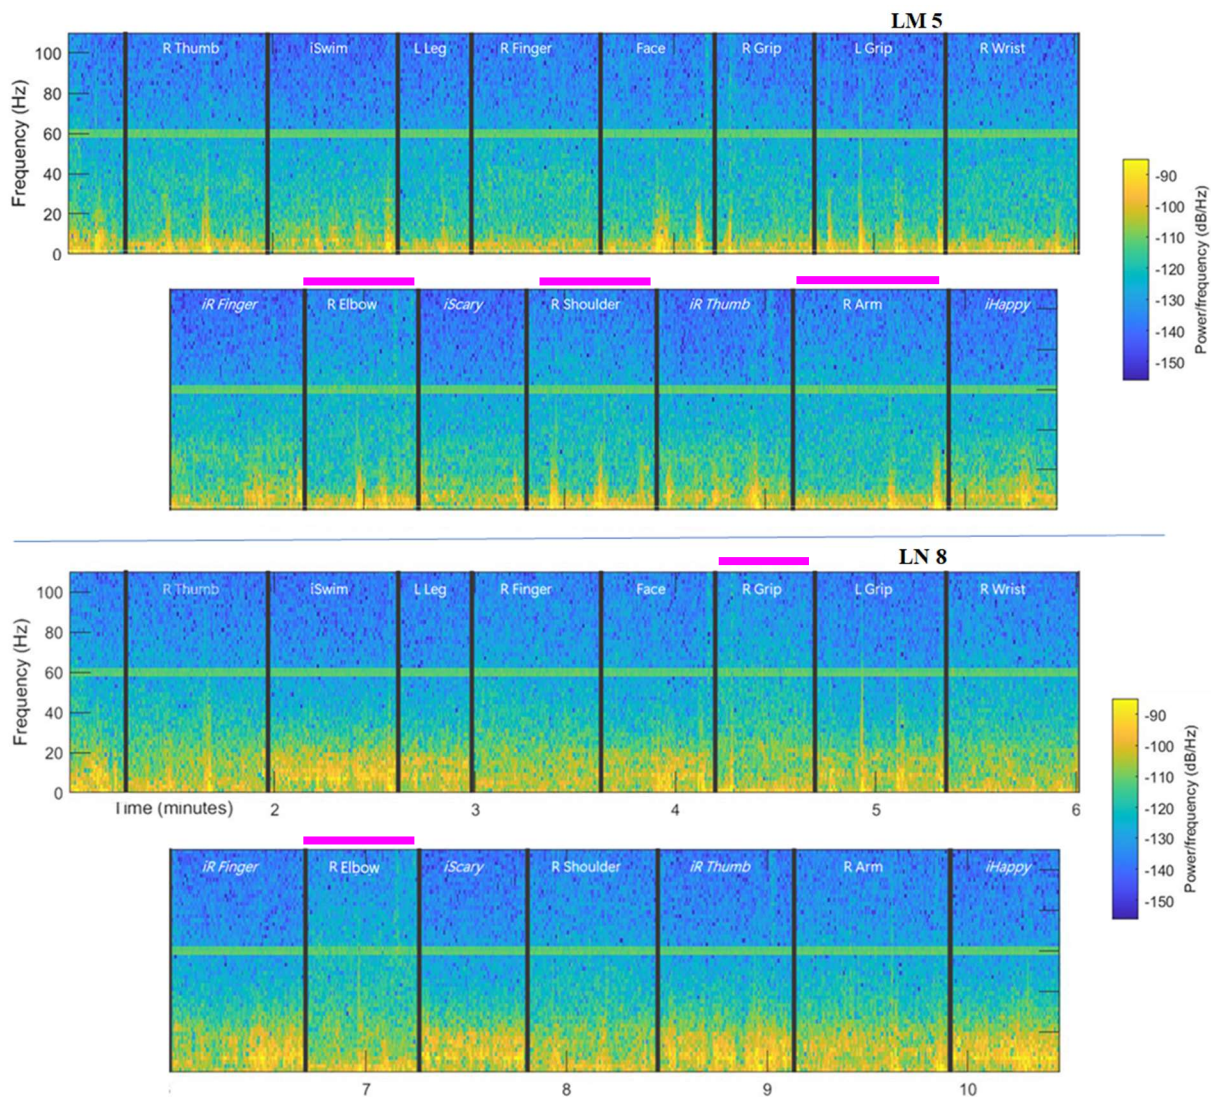 LM 5
R Thumb iSwim L Leg R Finger Face R Grip L Grip R Wrist
Frequency (Hz)
100
80
60
40
20
0
-90
-100
-110
-120
-130
-140
-150
Power/frequency (dB/Hz)
iR Finger R Elbow iScary R Shoulder iR Thumb R Arm iHappy
LN 8
R Thumb iSwim L Leg R Finger Face R Grip L Grip R Wrist
Frequency (Hz)
100
80
60
40
20
0
Time (minutes) 2 3 4 5 6
-90
-100
-110
-120
-130
-140
-150
Power/frequency (dB/Hz)
iR Finger R Elbow iScary R Shoulder iR Thumb R Arm iHappy
7 8 9 10